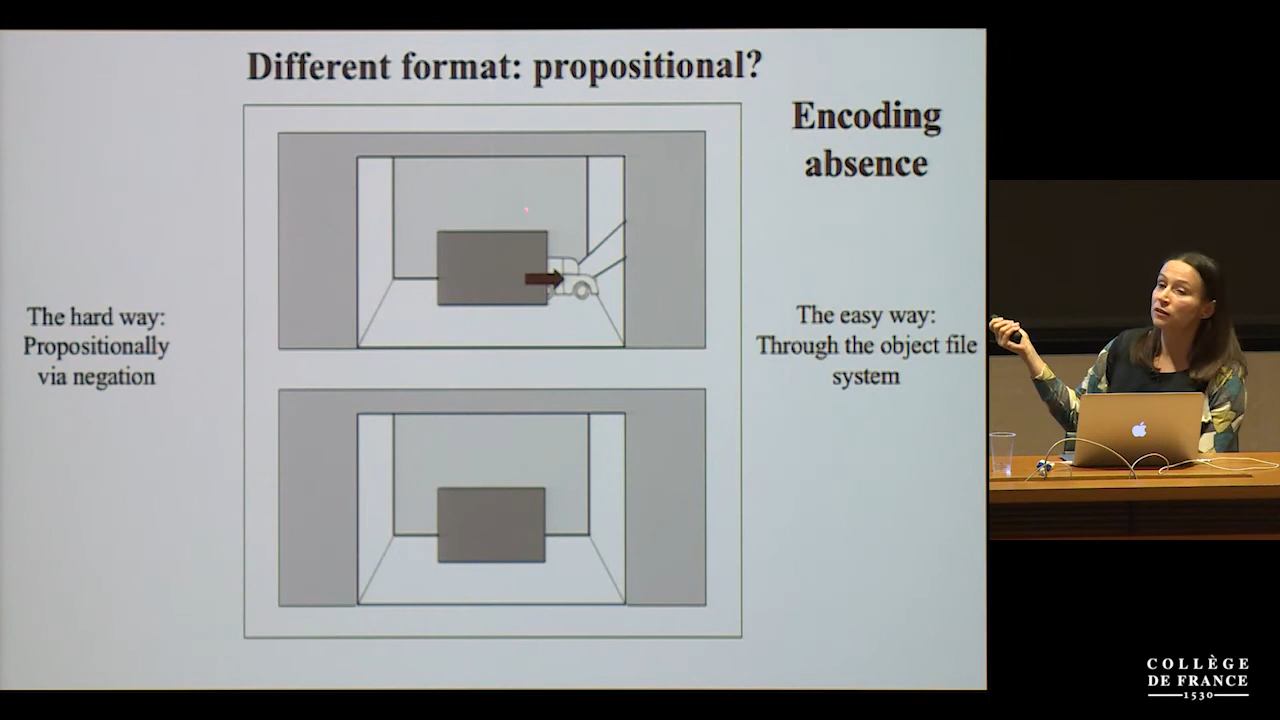 Different format: propositional?
Encoding
absence
The hard way:
Propositionally
via negation
The easy way:
Through the object file
system
COLLÈGE
DE FRANCE
1530